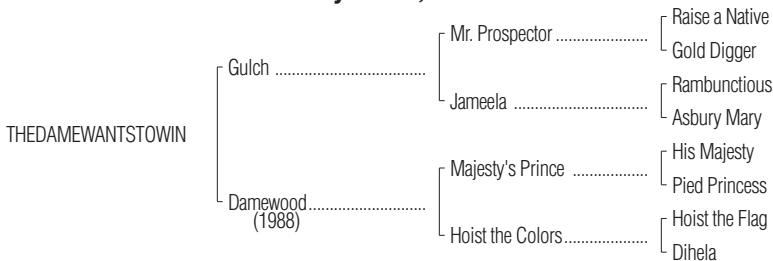 Raise a Native
Mr. Prospector ....................
Gold Digger
Gulch .................................
Rambunctious
Jameela .............................
Asbury Mary
THEDAMEWANTSTOWIN
His Majesty
Majesty's Prince ................
Pied Princess
Damewood..........................
(1988)
Hoist the Flag
Hoist the Colors..................
Dihela